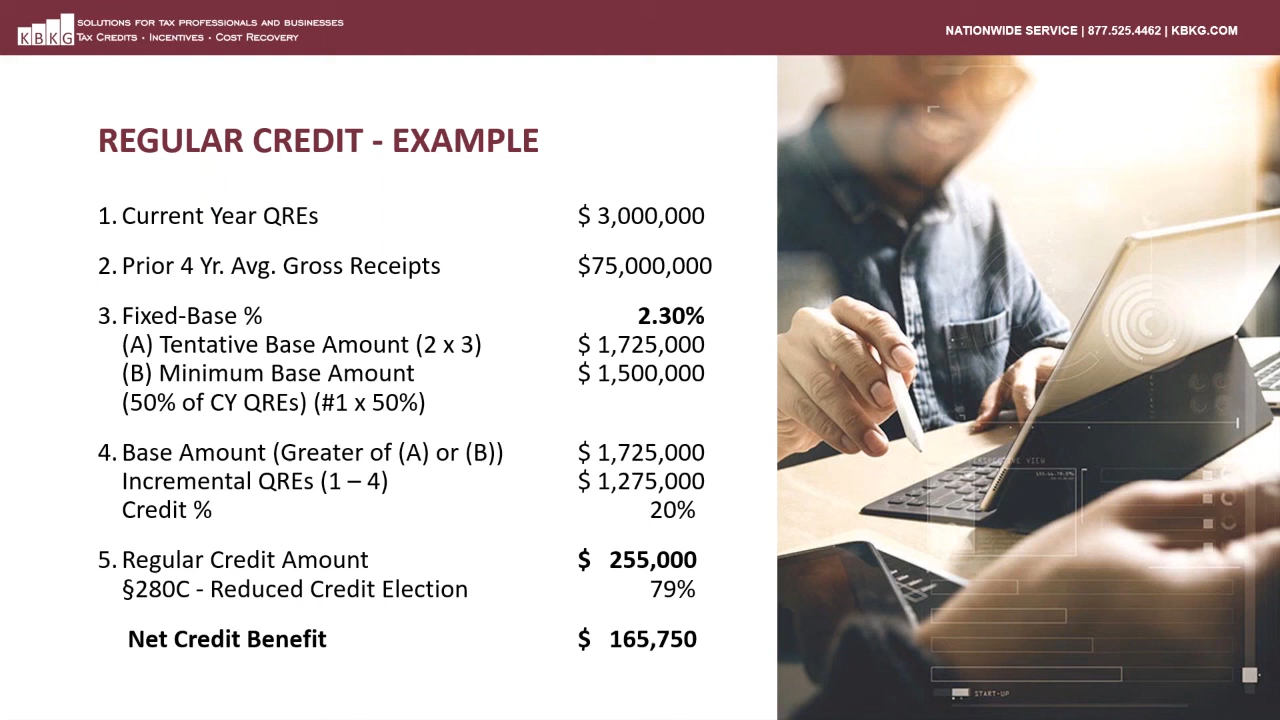 KBKG
SOLUTIONS FOR TAX PROFESSIONALS AND BUSINESSES
TAX CREDITS · INCENTIVES · COST RECOVERY
NATIONWIDE SERVICE | 877.525.4462 | KBKG.COM
REGULAR CREDIT - EXAMPLE
1. Current Year QREs $ 3,000,000
2. Prior 4 Yr. Avg. Gross Receipts $75,000,000
3. Fixed-Base % 2.30%
(A) Tentative Base Amount (2 x 3) $ 1,725,000
(B) Minimum Base Amount $ 1,500,000
(50% of CY QREs) (#1 x 50%)
4. Base Amount (Greater of (A) or (B)) $ 1,725,000
Incremental QREs (1 – 4) $ 1,275,000
Credit % 20%
5. Regular Credit Amount $ 255,000
§280C - Reduced Credit Election 79%
Net Credit Benefit $ 165,750
VIEW
START-UP